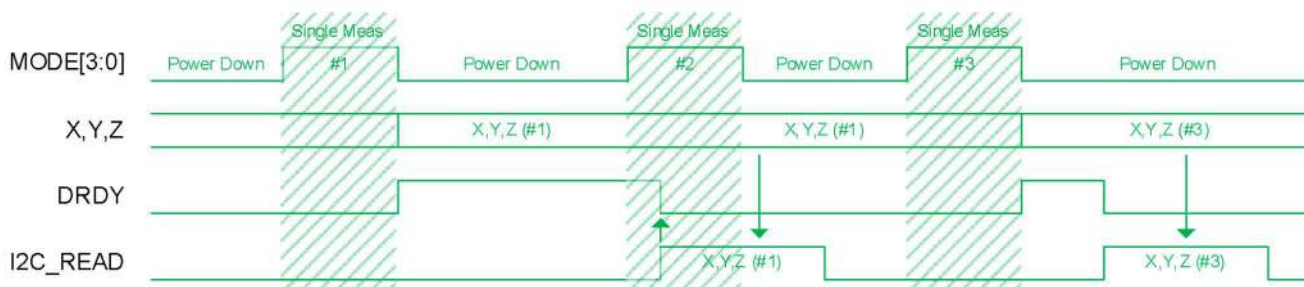 Single Meas Single Meas Single Meas
MODE[3:0] Power Down #1 Power Down #2 Power Down #3 Power Down
X,Y,Z X,Y,Z (#1) X,Y,Z (#1) X,Y,Z (#3)
DRDY
I2C_READ X,Y,Z (#1) X,Y,Z (#3)